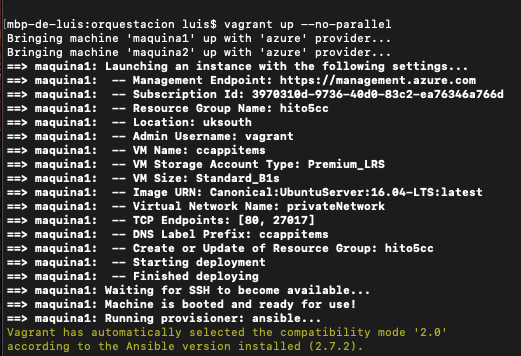 [mbp-de-luis:orquestacion luis$ vagrant up --no-parallel
Bringing machine 'maquina1' up with 'azure' provider...
Bringing machine 'maquina2' up with 'azure' provider...
==> maquina1: Launching an instance with the following settings...
==> maquina1:  -- Management Endpoint: https://management.azure.com
==> maquina1:  -- Subscription Id: 3970310d-9736-40d0-83c2-ea76346a766d
==> maquina1:  -- Resource Group Name: hito5cc
==> maquina1:  -- Location: uksouth
==> maquina1:  -- Admin Username: vagrant
==> maquina1:  -- VM Name: ccappitems
==> maquina1:  -- VM Storage Account Type: Premium_LRS
==> maquina1:  -- VM Size: Standard_B1s
==> maquina1:  -- Image URN: Canonical:UbuntuServer:16.04-LTS:latest
==> maquina1:  -- Virtual Network Name: privateNetwork
==> maquina1:  -- TCP Endpoints: [80, 27017]
==> maquina1:  -- DNS Label Prefix: ccappitems
==> maquina1:  -- Create or Update of Resource Group: hito5cc
==> maquina1:  -- Starting deployment
==> maquina1:  -- Finished deploying
==> maquina1: Waiting for SSH to become available...
==> maquina1: Machine is booted and ready for use!
==> maquina1: Running provisioner: ansible...
Vagrant has automatically selected the compatibility mode '2.0'
according to the Ansible version installed (2.7.2).